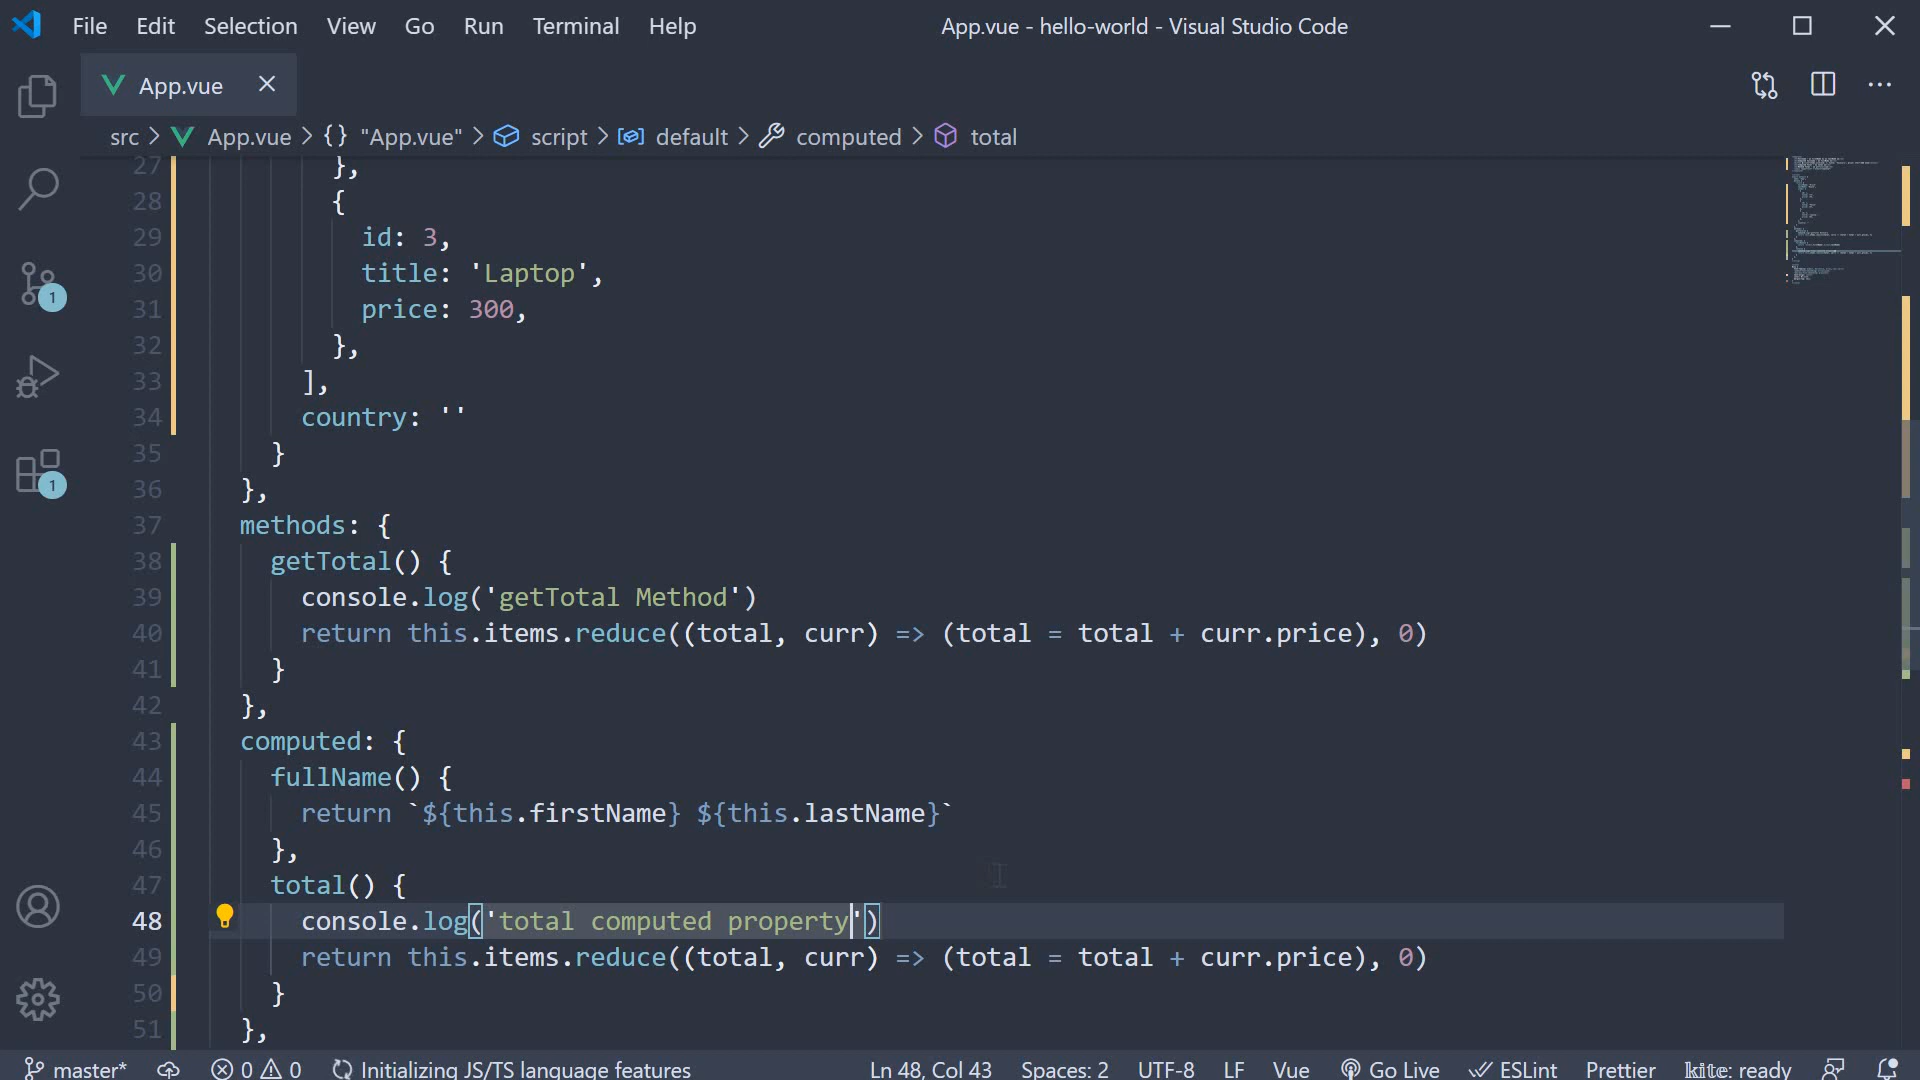 File Edit Selection View Go Run Terminal Help App.vue - hello-world - Visual Studio Code
App.vue
src > App.vue > {} "App.vue" > script > default > computed > total
27 },
28 {
29 id: 3,
30 title: 'Laptop',
31 price: 300,
32 },
33 ],
34 country: ''
35 }
36 },
37 methods: {
38 getTotal() {
39 console.log('getTotal Method')
40 return this.items.reduce((total, curr) => (total = total + curr.price), 0)
41 }
42 },
43 computed: {
44 fullName() {
45 return `${this.firstName} ${this.lastName}`
46 },
47 total() {
48 console.log('total computed property')
49 return this.items.reduce((total, curr) => (total = total + curr.price), 0)
50 }
51 },
1
1
master* 0 0 Initializing JS/TS language features Ln 48, Col 43 Spaces: 2 UTF-8 LF Vue Go Live ESLint Prettier kite: ready